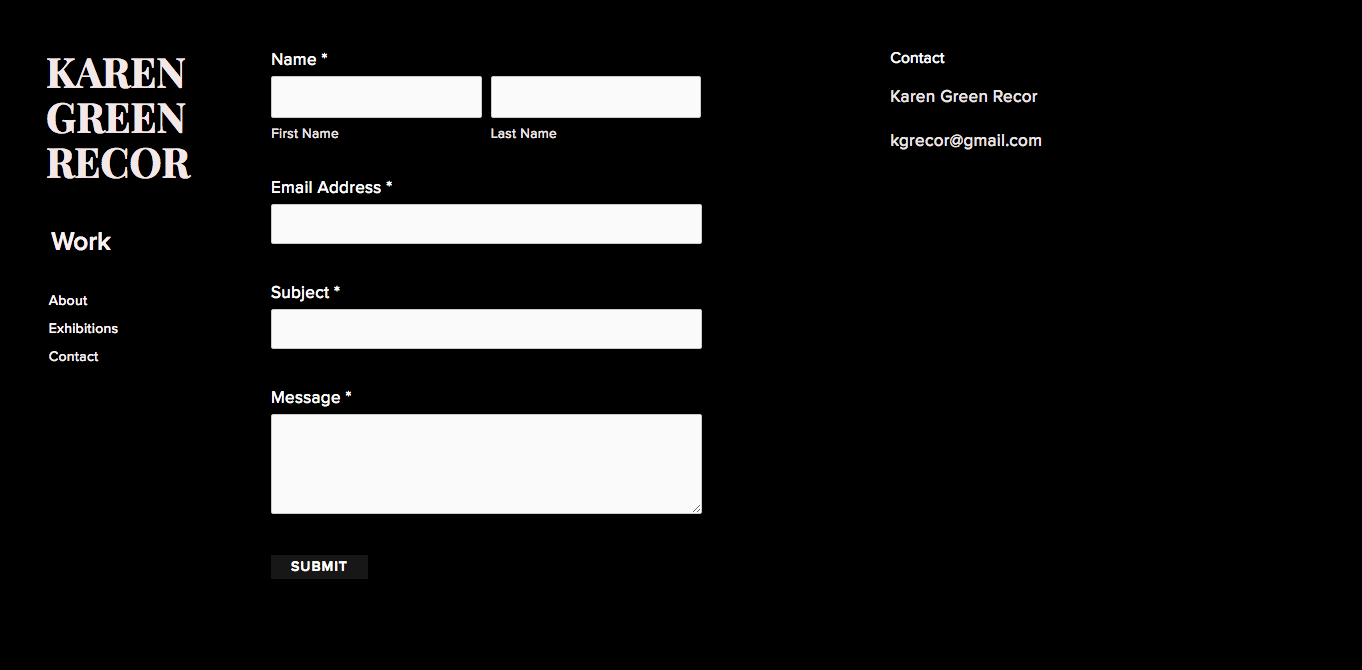 KAREN
GREEN
RECOR
Work
About
Exhibitions
Contact
Name *
First Name
Last Name
Email Address *
Subject *
Message *
SUBMIT
Contact
Karen Green Recor
kgrecor@gmail.com